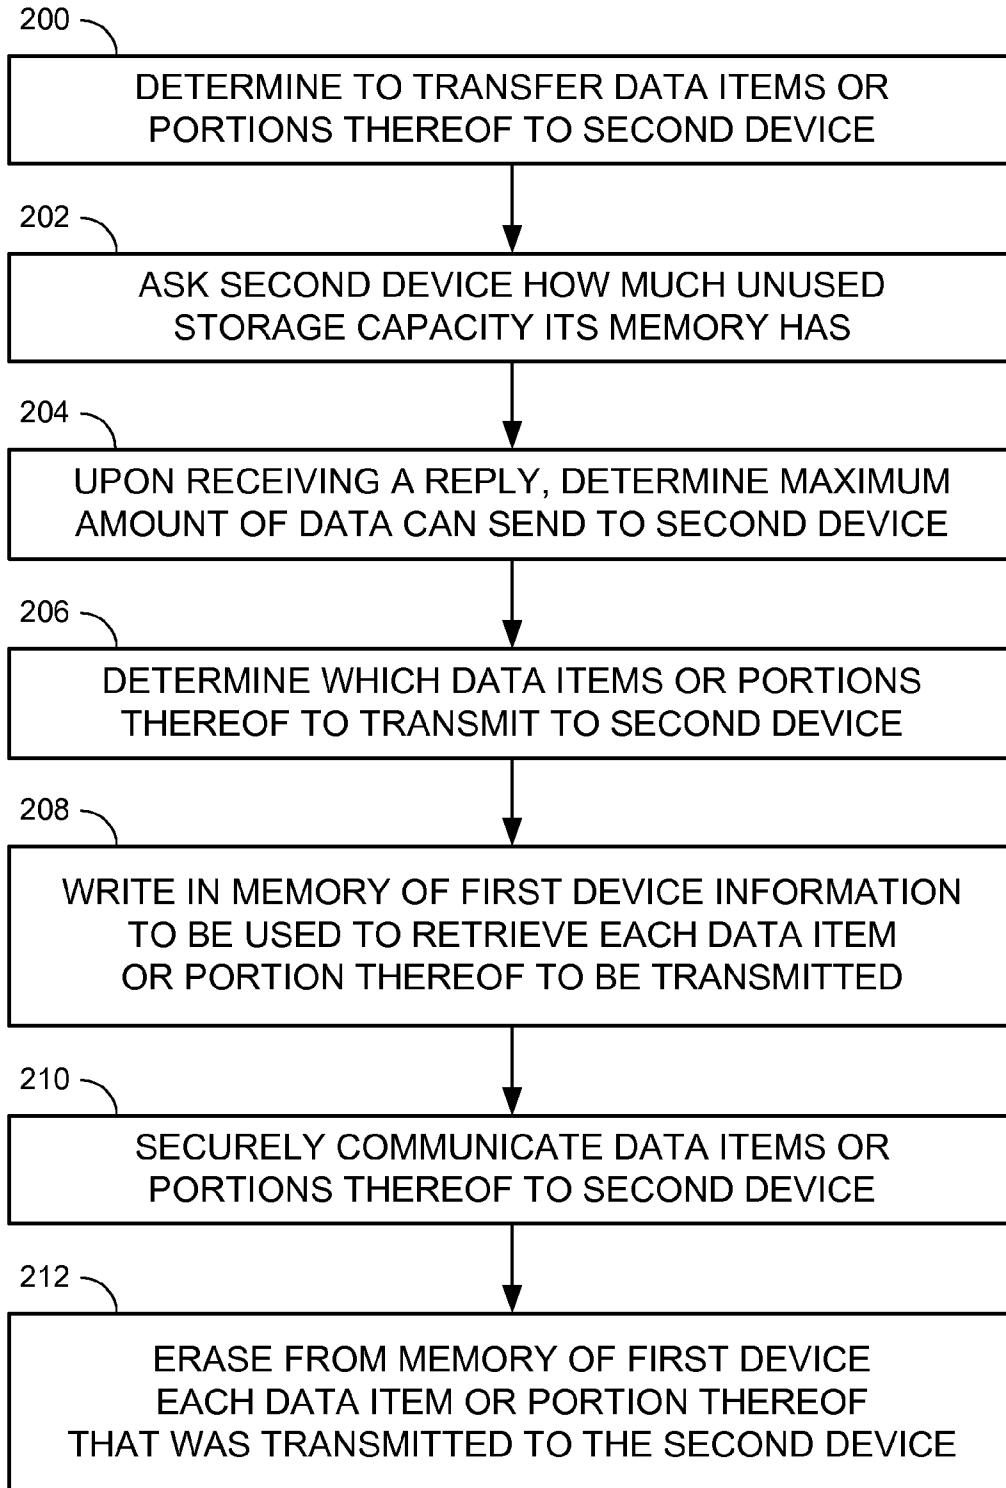 200
DETERMINE TO TRANSFER DATA ITEMS OR
PORTIONS THEREOF TO SECOND DEVICE
202
ASK SECOND DEVICE HOW MUCH UNUSED
STORAGE CAPACITY ITS MEMORY HAS
204
UPON RECEIVING A REPLY, DETERMINE MAXIMUM
AMOUNT OF DATA CAN SEND TO SECOND DEVICE
206
DETERMINE WHICH DATA ITEMS OR PORTIONS
THEREOF TO TRANSMIT TO SECOND DEVICE
208
WRITE IN MEMORY OF FIRST DEVICE INFORMATION
TO BE USED TO RETRIEVE EACH DATA ITEM
OR PORTION THEREOF TO BE TRANSMITTED
210
SECURELY COMMUNICATE DATA ITEMS OR
PORTIONS THEREOF TO SECOND DEVICE
212
ERASE FROM MEMORY OF FIRST DEVICE
EACH DATA ITEM OR PORTION THEREOF
THAT WAS TRANSMITTED TO THE SECOND DEVICE